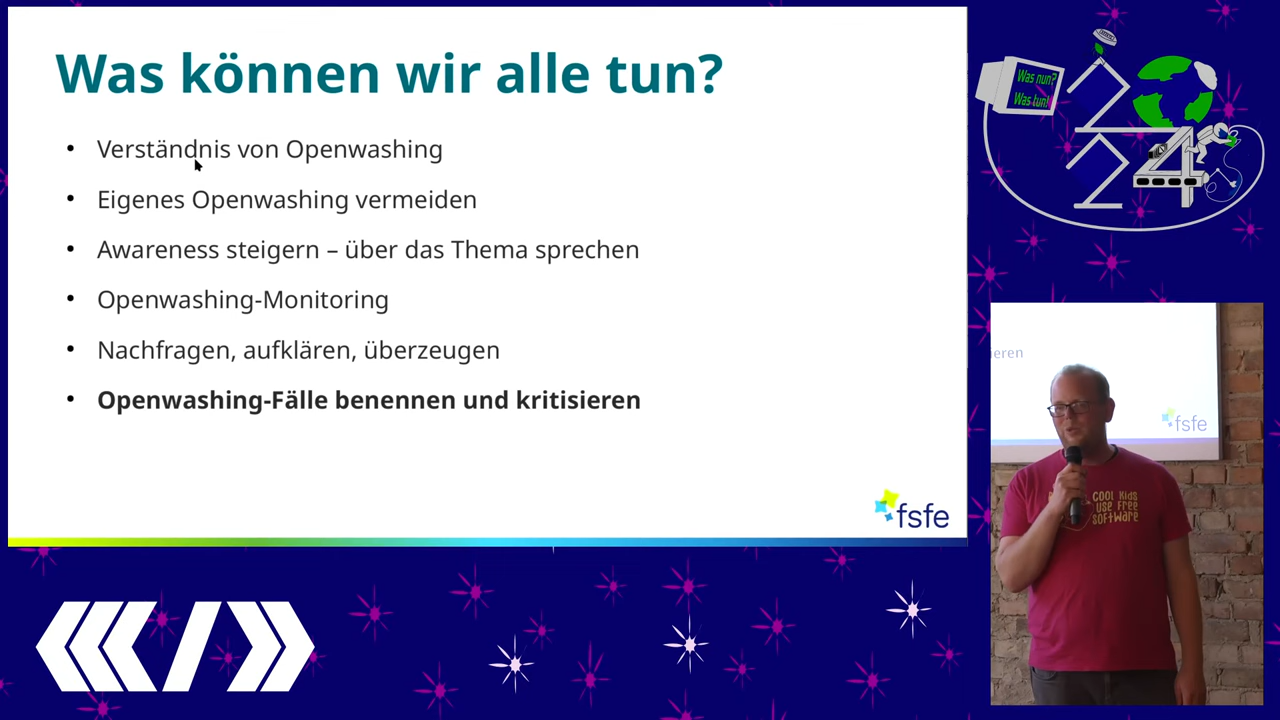 Was können wir alle tun?
• Verständnis von Openwashing
• Eigenes Openwashing vermeiden
• Awareness steigern – über das Thema sprechen
• Openwashing-Monitoring
• Nachfragen, aufklären, überzeugen
• Openwashing-Fälle benennen und kritisieren
fsfe
Was nun?
Was tun!
24
ieren
fsfe
COOL KIDS
USE FREE
SOFTWARE